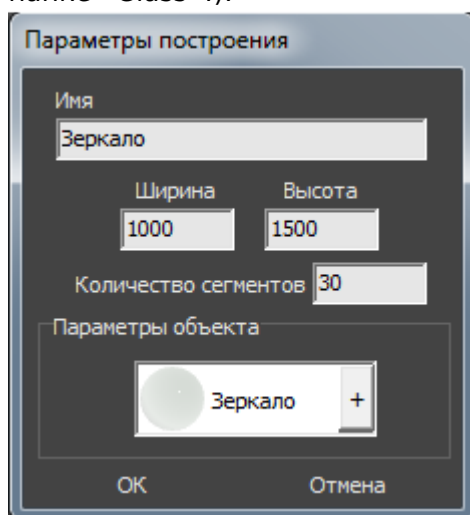 Параметры построения
Имя
Зеркало
Ширина Высота
1000 1500
Количество сегментов 30
Параметры объекта
Зеркало +
OK Отмена